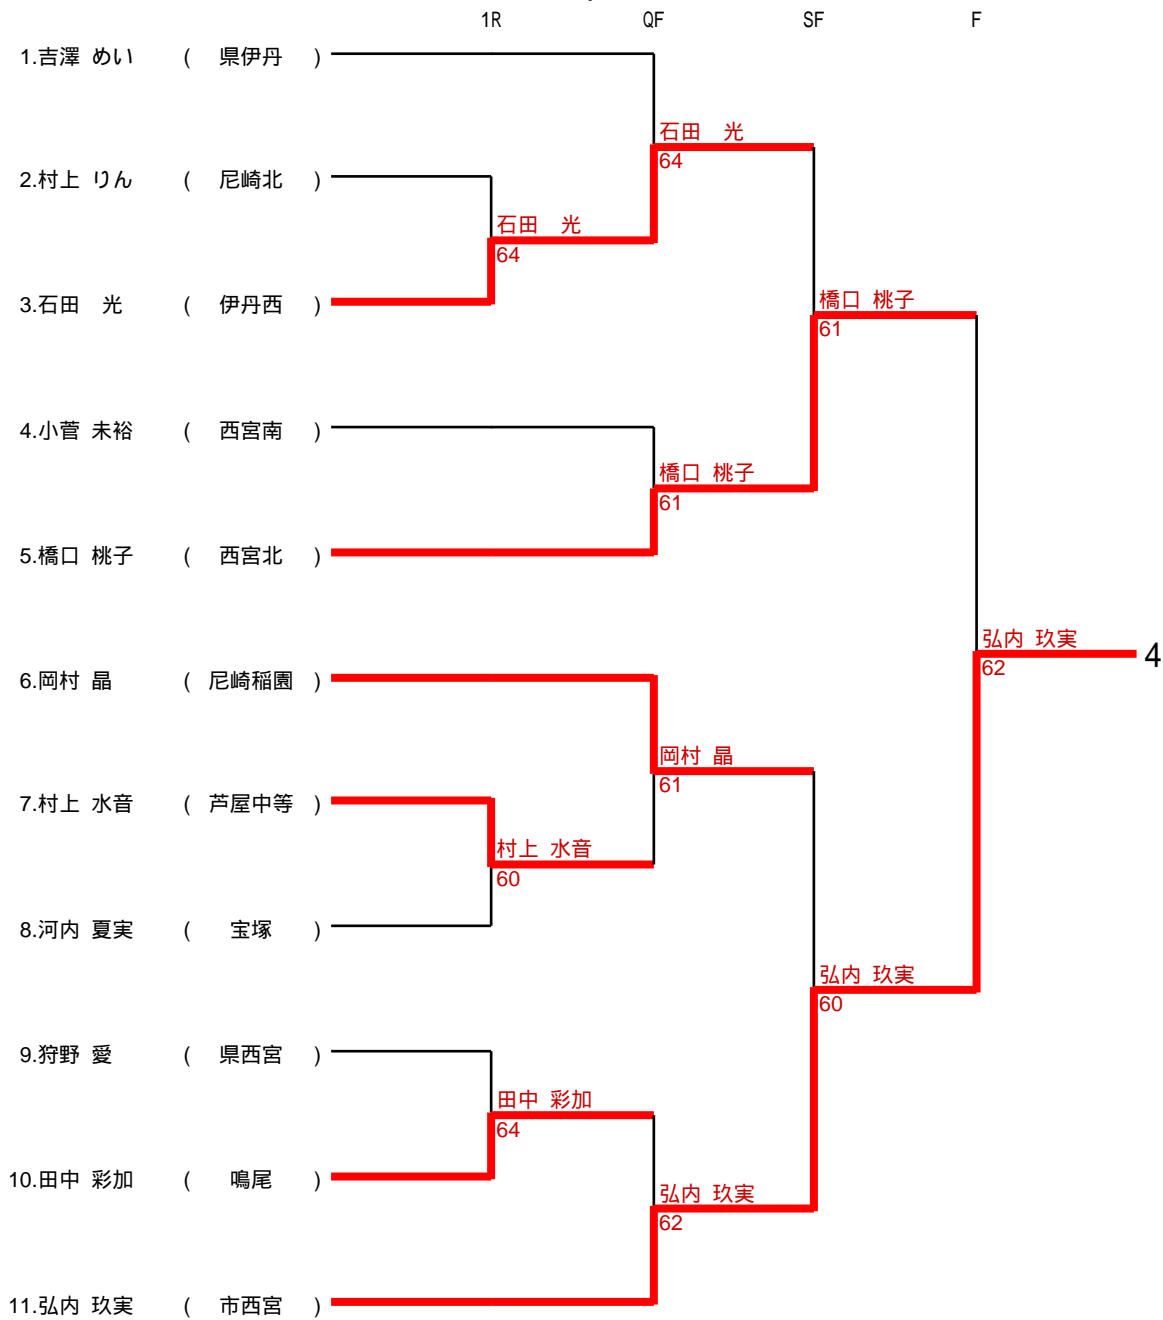 1R QF SF F
1.吉澤 めい ( 県伊丹 )
石田 光
64
2.村上 りん ( 尼崎北 )
石田 光
64
3.石田 光 ( 伊丹西 )
橋口 桃子
61
4.小菅 未裕 ( 西宮南 )
橋口 桃子
61
5.橋口 桃子 ( 西宮北 )
弘内 玖実
62
4
6.岡村 晶 ( 尼崎稲園 )
岡村 晶
61
7.村上 水音 ( 芦屋中等 )
村上 水音
60
8.河内 夏実 ( 宝塚 )
弘内 玖実
60
9.狩野 愛 ( 県西宮 )
田中 彩加
64
10.田中 彩加 ( 鳴尾 )
弘内 玖実
62
11.弘内 玖実 ( 市西宮 )